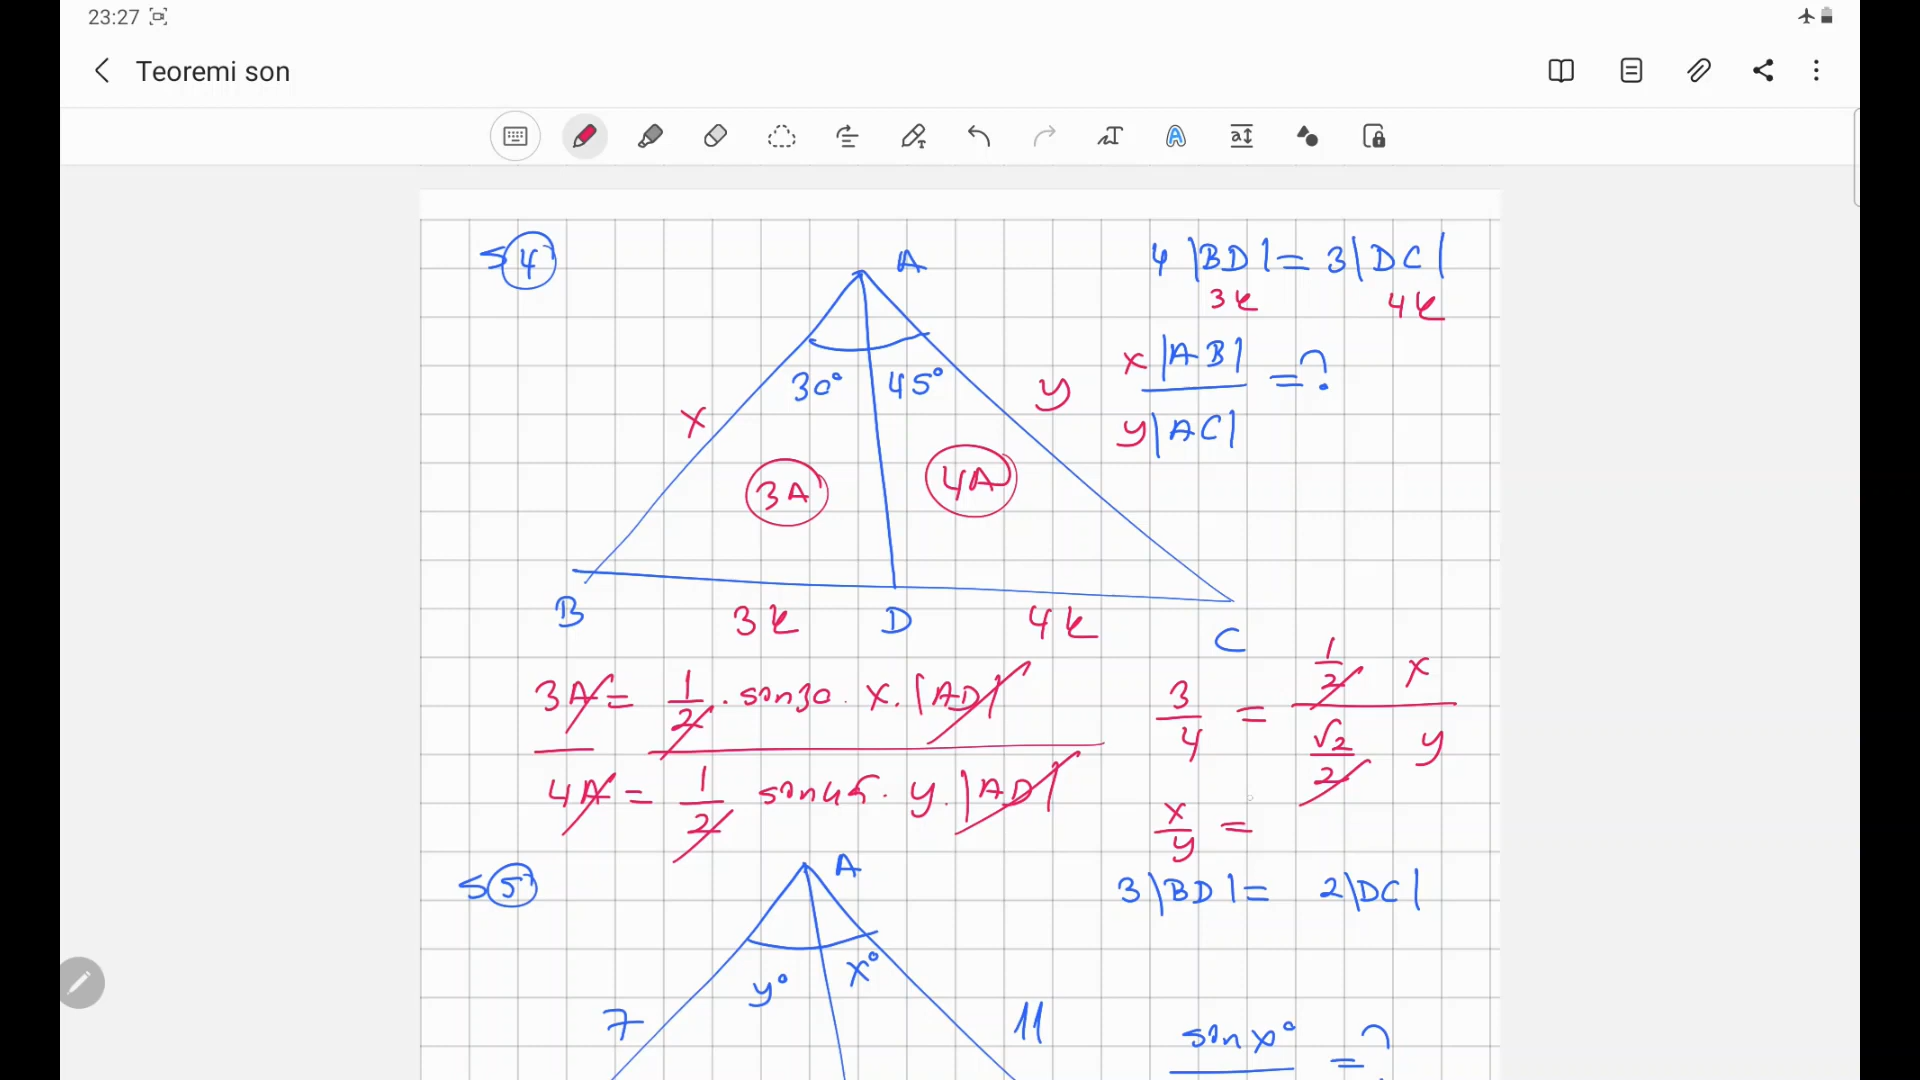 23:27
Teoremi son
S 4
A
4 |BD| = 3 |DC|
3k 4k
x |AB|
= ?
y |AC|
30° 45°
x
y
3A 4A
B 3k D 4k C
3A = 1/2 . sin30 . x . |AD|
4A = 1/2 sin45 . y . |AD|
3/4 = 1/2 x / √2/2 y
x/y =
S 5
A
3 |BD| = 2 |DC|
y° x°
7 11
sin x° = ?